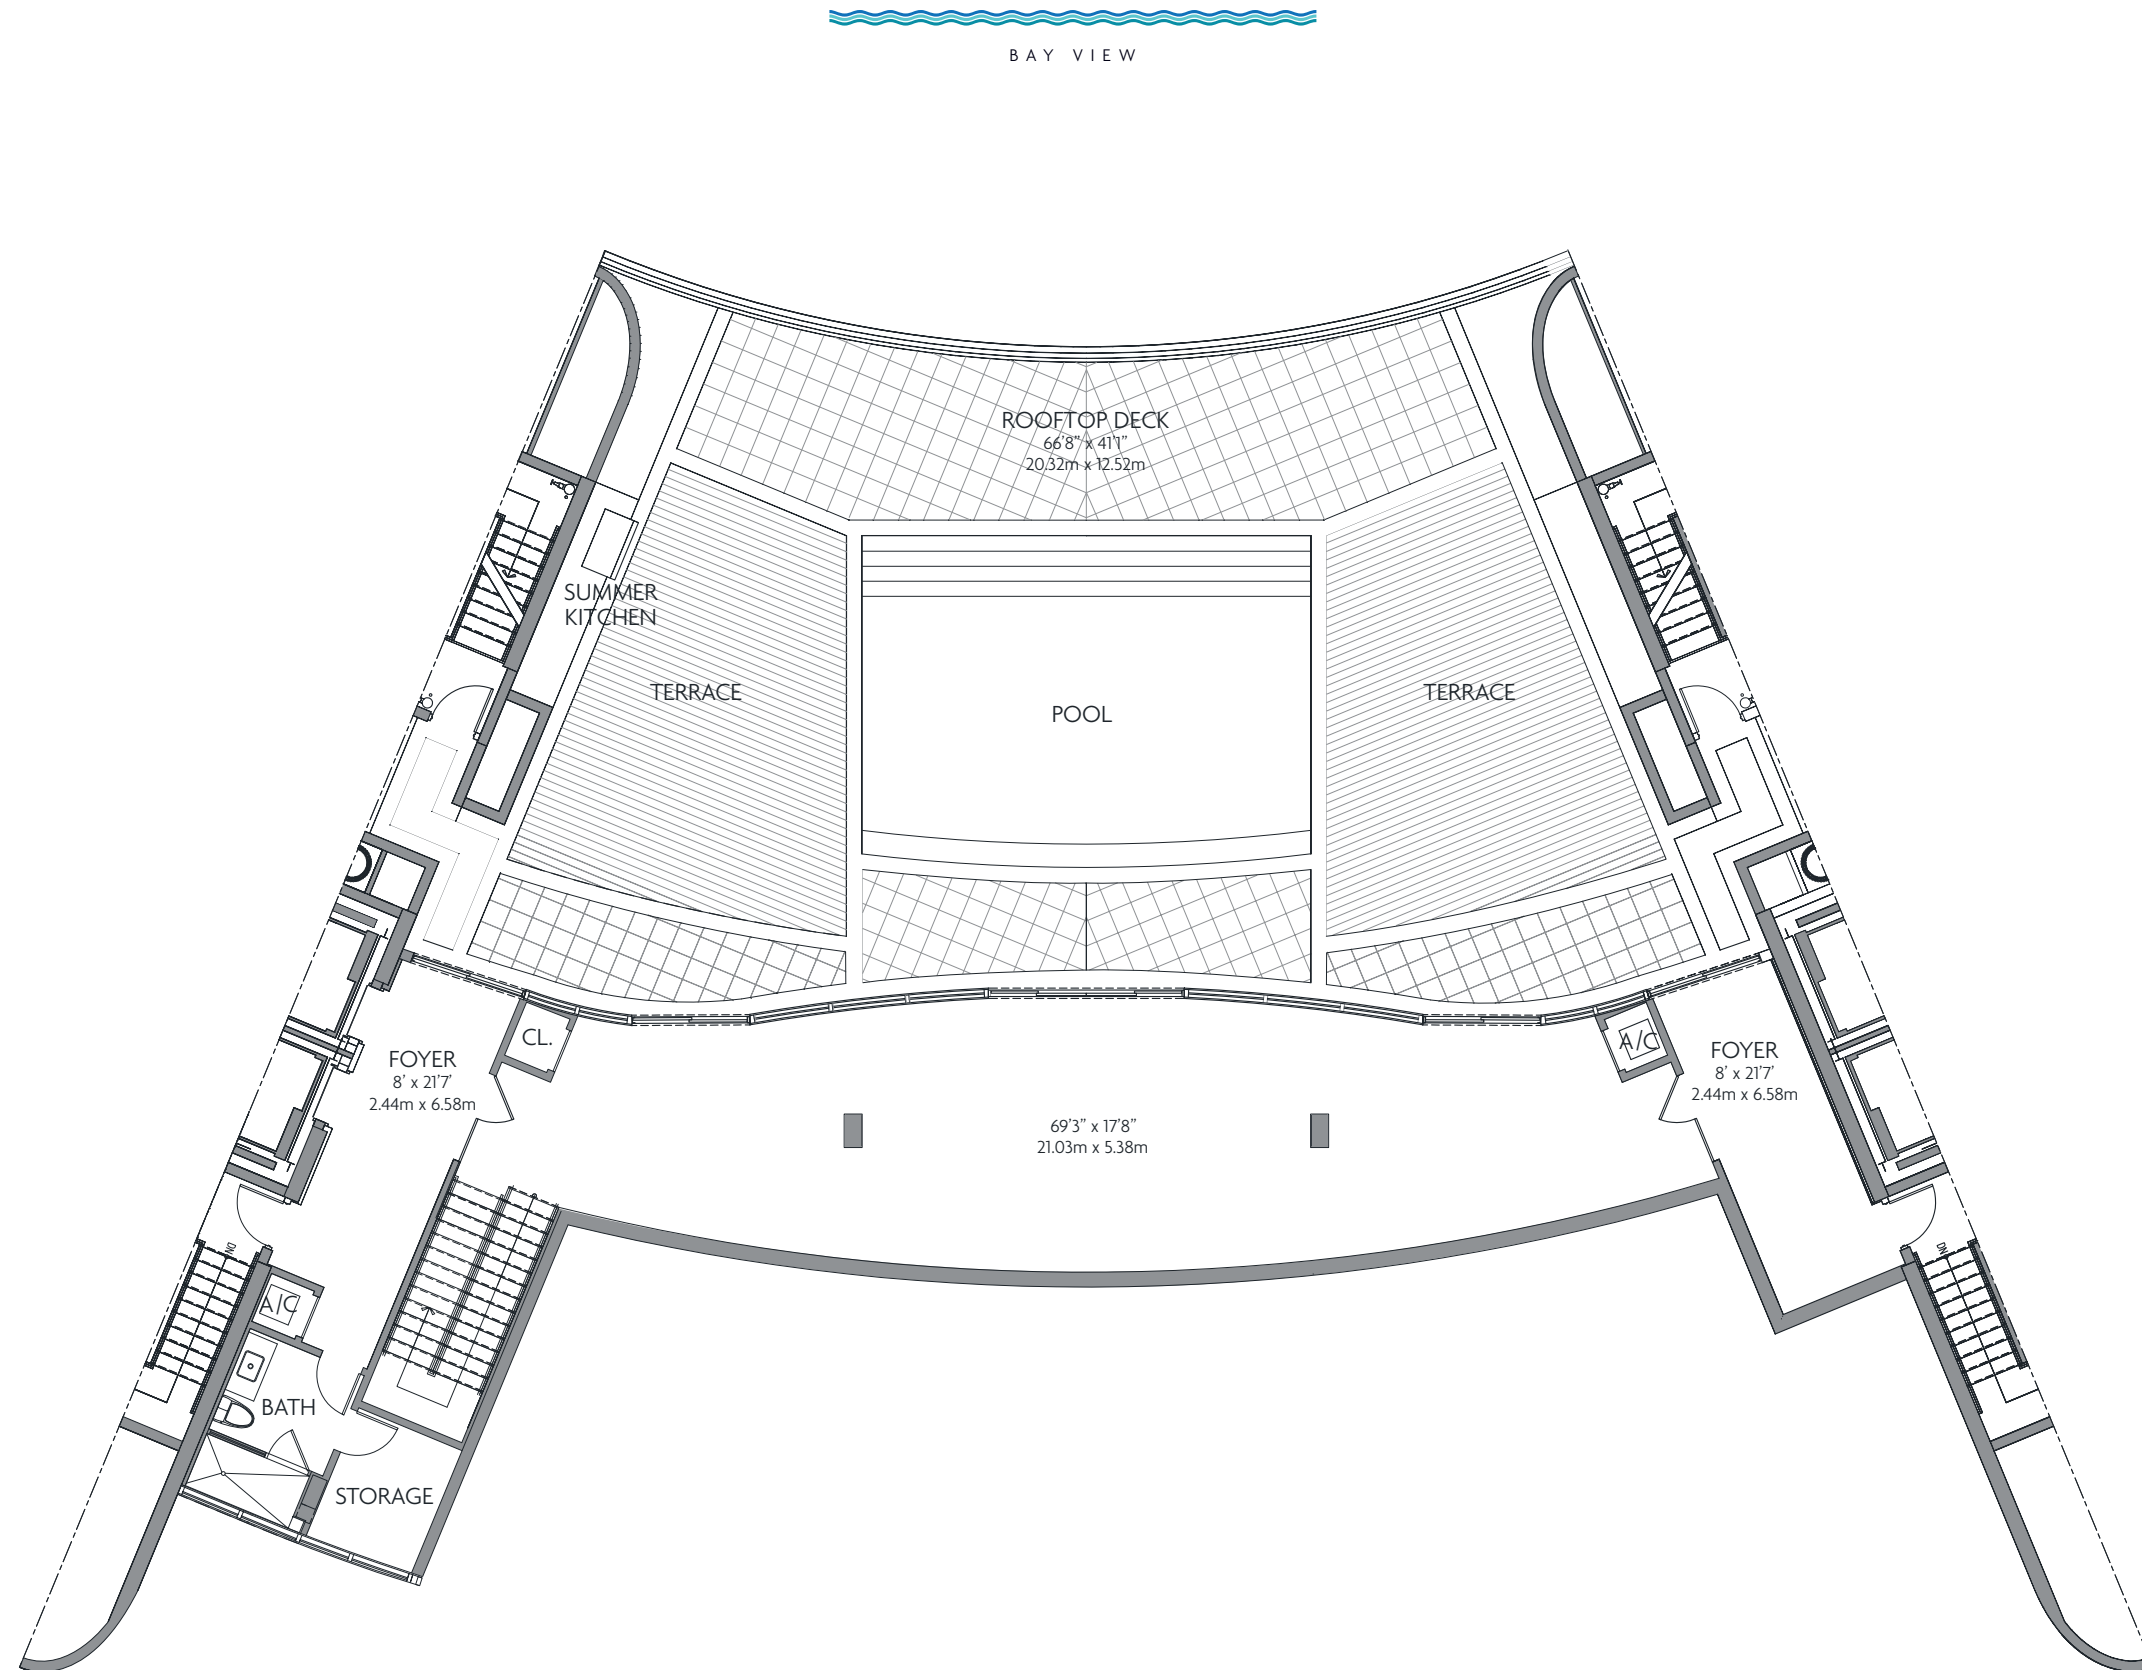 BAY VIEW
ROOFTOP DECK
66'8" x 41'1"
20.32m x 12.52m
SUMMER
KITCHEN
TERRACE
POOL
TERRACE
CL.
A/C
FOYER
8' x 21'7'
2.44m x 6.58m
FOYER
8' x 21'7'
2.44m x 6.58m
69'3" x 17'8"
21.03m x 5.38m
DN
DN
A/C
BATH
STORAGE